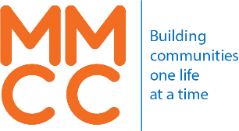 MM
CC
Building
communities
one life
at a time